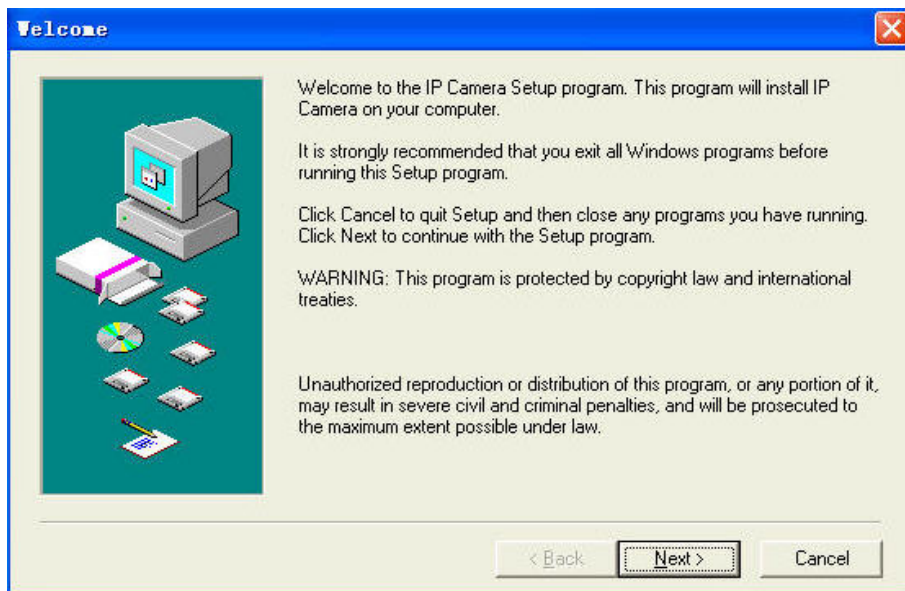 Welcome
Welcome to the IP Camera Setup program. This program will install IP
Camera on your computer.
It is strongly recommended that you exit all Windows programs before
running this Setup program.
Click Cancel to quit Setup and then close any programs you have running.
Click Next to continue with the Setup program.
WARNING: This program is protected by copyright law and international
treaties.
Unauthorized reproduction or distribution of this program, or any portion of it,
may result in severe civil and criminal penalties, and will be prosecuted to
the maximum extent possible under law.
< Back
Next >
Cancel